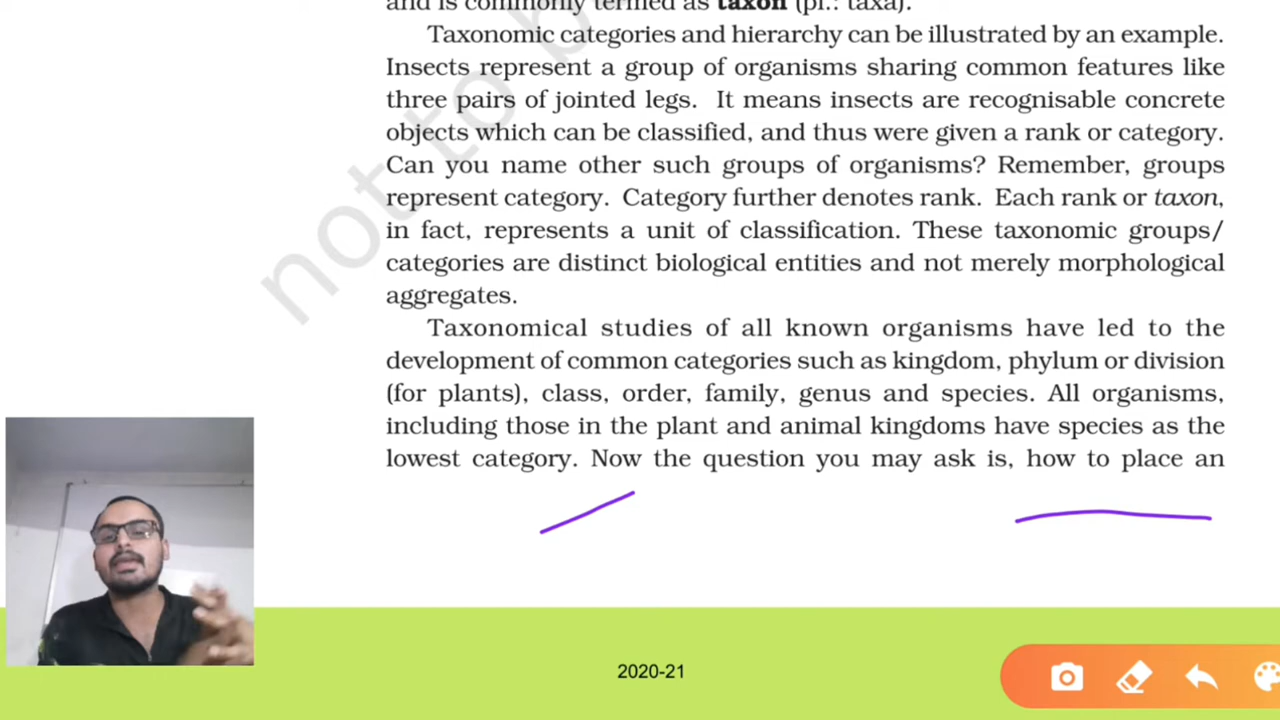 and is commonly termed as taxon (pl.: taxa).
Taxonomic categories and hierarchy can be illustrated by an example.
Insects represent a group of organisms sharing common features like
three pairs of jointed legs. It means insects are recognisable concrete
objects which can be classified, and thus were given a rank or category.
Can you name other such groups of organisms? Remember, groups
represent category. Category further denotes rank. Each rank or taxon,
in fact, represents a unit of classification. These taxonomic groups/
categories are distinct biological entities and not merely morphological
aggregates.
Taxonomical studies of all known organisms have led to the
development of common categories such as kingdom, phylum or division
(for plants), class, order, family, genus and species. All organisms,
including those in the plant and animal kingdoms have species as the
lowest category. Now the question you may ask is, how to place an
not to b
2020-21